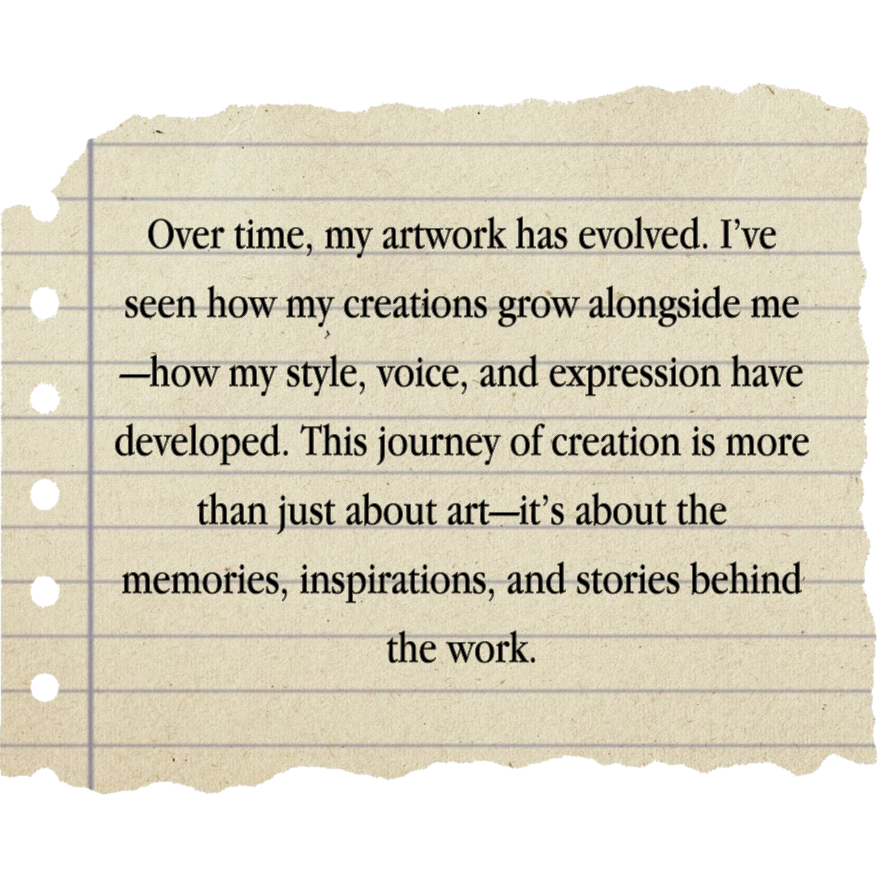 Over time, my artwork has evolved. I’ve
seen how my creations grow alongside me
—how my style, voice, and expression have
developed. This journey of creation is more
than just about art—it’s about the
memories, inspirations, and stories behind
the work.